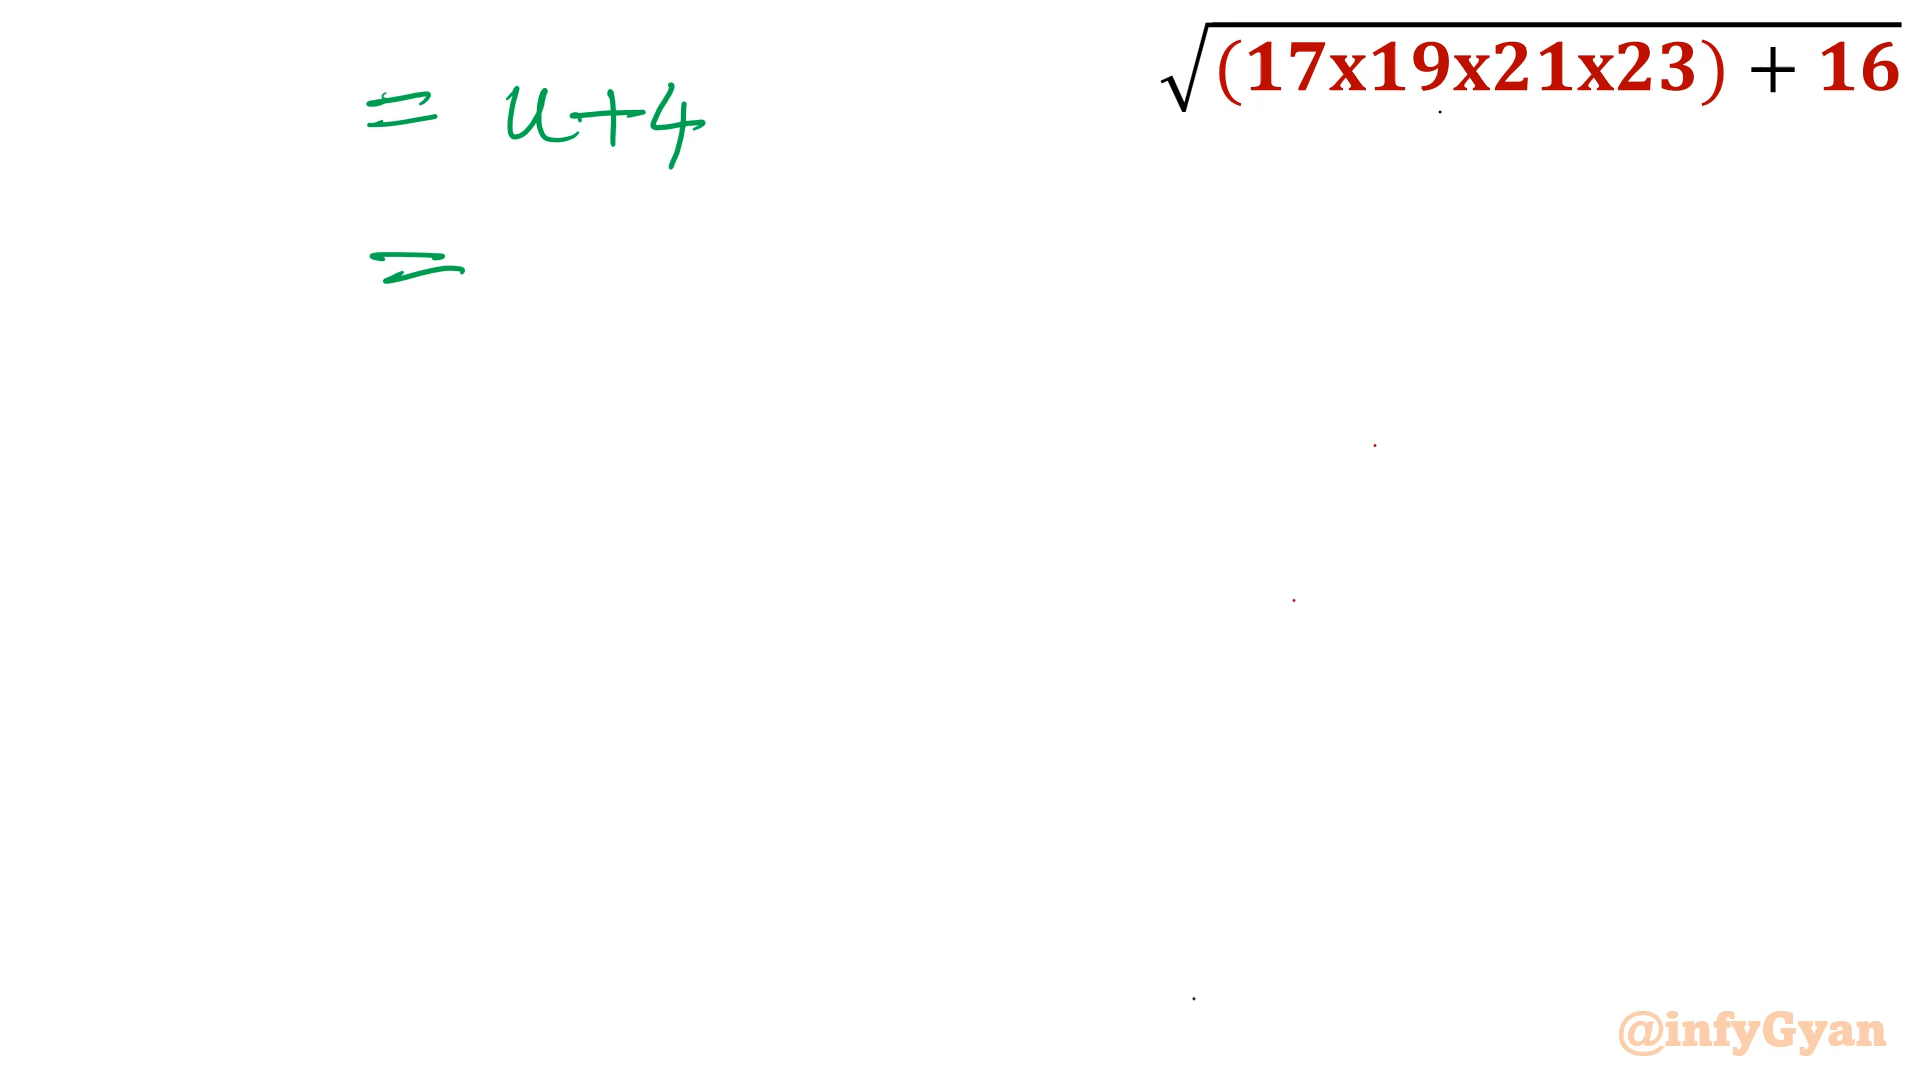 √(17x19x21x23) + 16
= u+4
=
@infyGyan